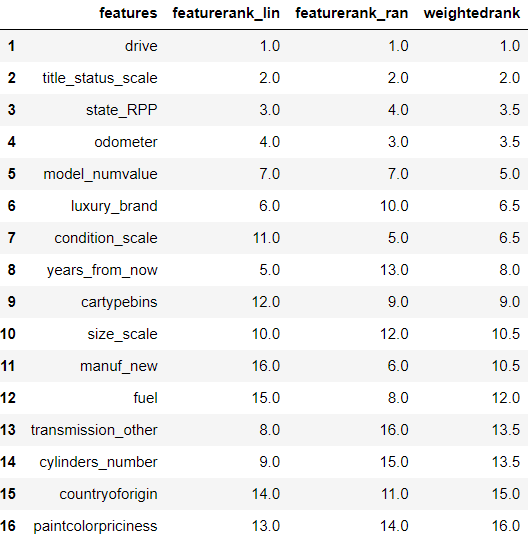 features featurerank_lin featurerank_ran weightedrank
1 drive 1.0 1.0 1.0
2 title_status_scale 2.0 2.0 2.0
3 state_RPP 3.0 4.0 3.5
4 odometer 4.0 3.0 3.5
5 model_numvalue 7.0 7.0 5.0
6 luxury_brand 6.0 10.0 6.5
7 condition_scale 11.0 5.0 6.5
8 years_from_now 5.0 13.0 8.0
9 cartypebins 12.0 9.0 9.0
10 size_scale 10.0 12.0 10.5
11 manuf_new 16.0 6.0 10.5
12 fuel 15.0 8.0 12.0
13 transmission_other 8.0 16.0 13.5
14 cylinders_number 9.0 15.0 13.5
15 countryoforigin 14.0 11.0 15.0
16 paintcolorpriciness 13.0 14.0 16.0